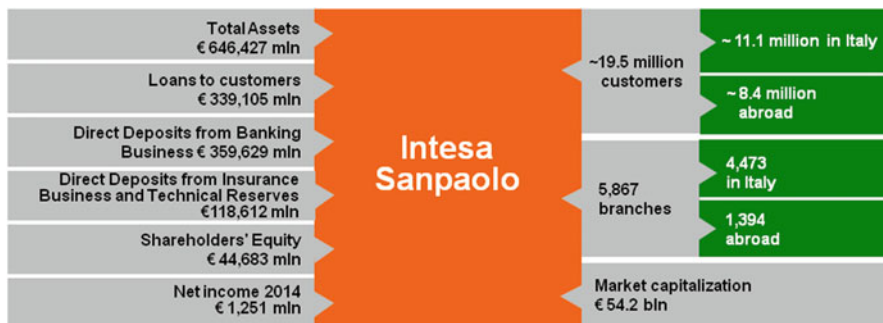 Total Assets
€ 646,427 mln
Loans to customers
€ 339,105 mln
Direct Deposits from Banking
Business € 359,629 mln
Direct Deposits from Insurance
Business and Technical Reserves
€118,612 mln
Shareholders' Equity
€ 44,683 mln
Net income 2014
€ 1,251 mln
Intesa
Sanpaolo
~19.5 million
customers
~ 11.1 million in Italy
~ 8.4 million
abroad
5,867
branches
4,473
in Italy
1,394
abroad
Market capitalization
€ 54.2 bln